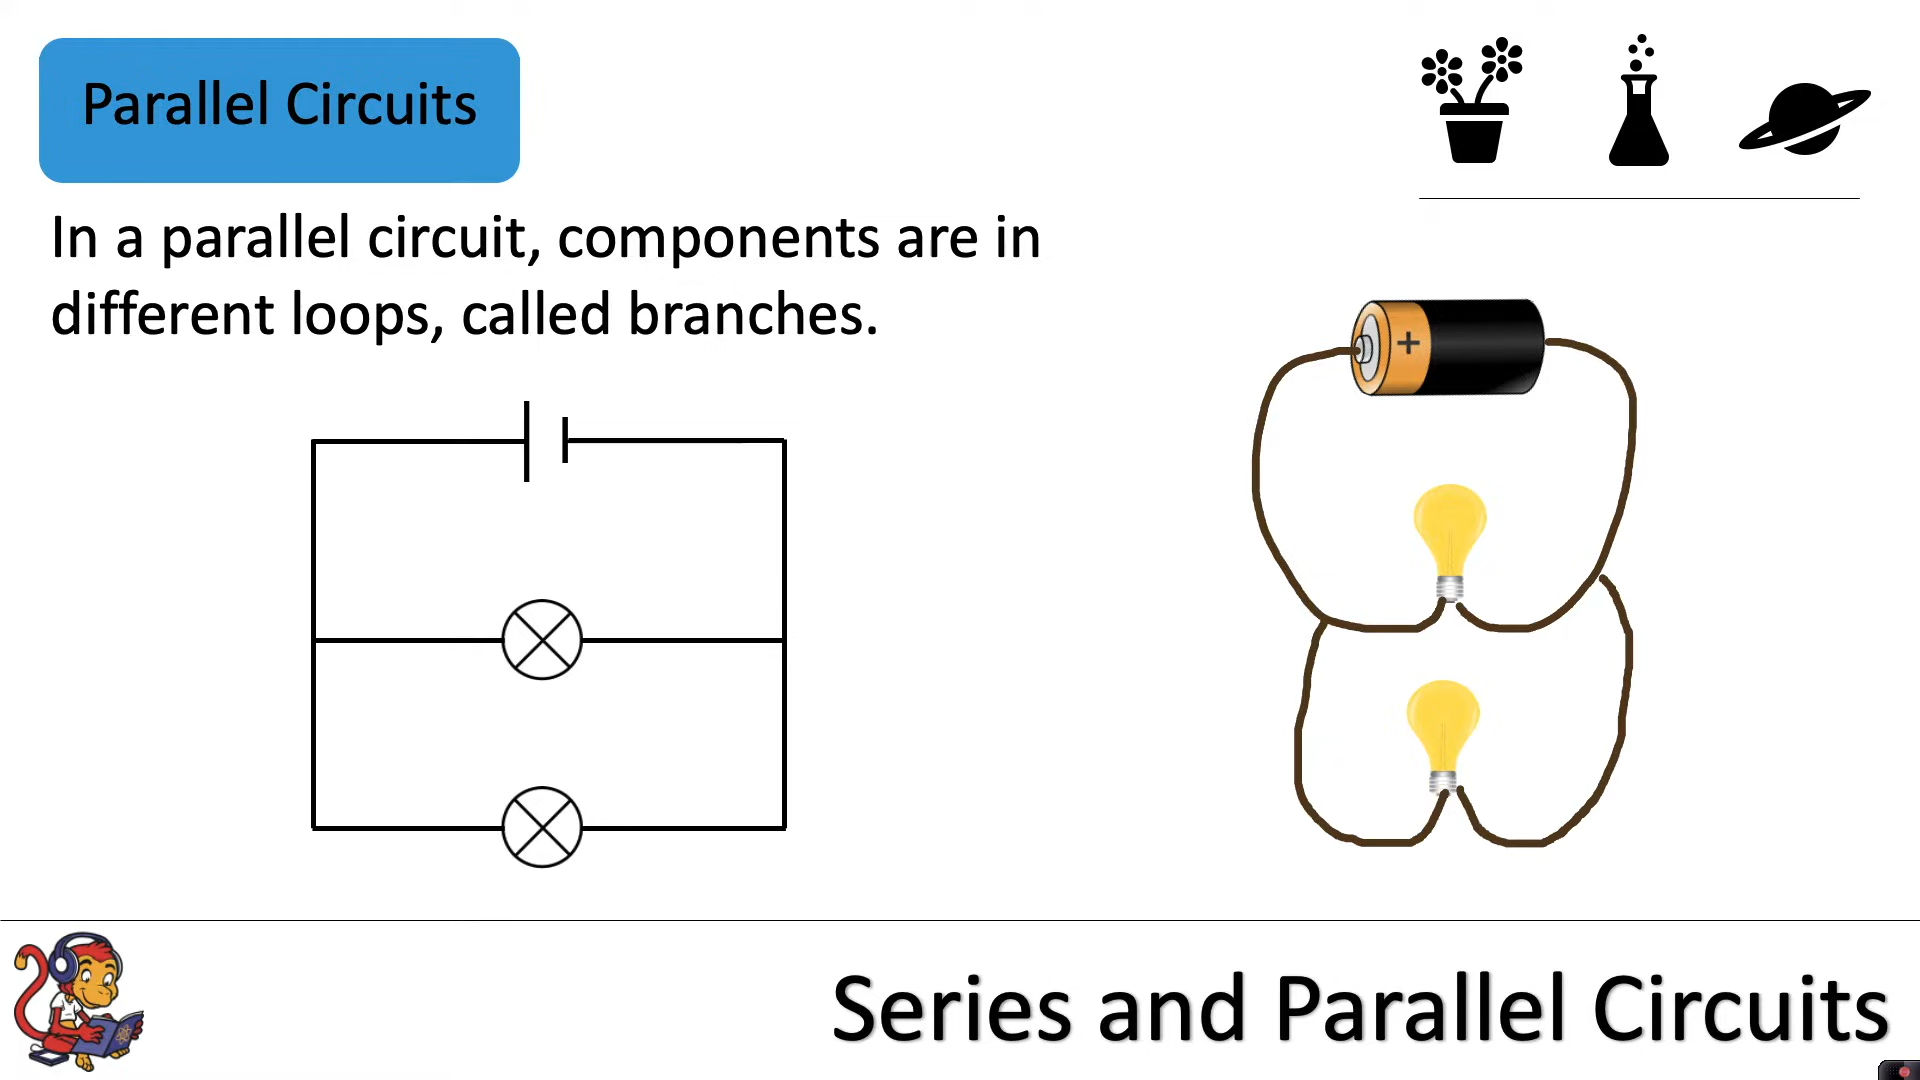 Parallel Circuits
In a parallel circuit, components are in
different loops, called branches.
+
Series and Parallel Circuits